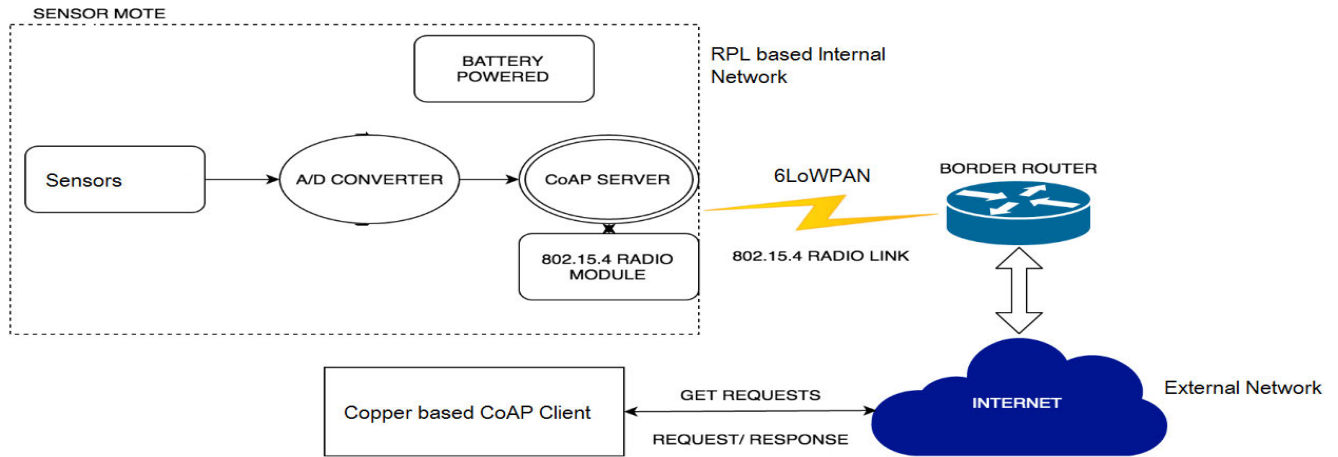 SENSOR MOTE
BATTERY
POWERED
RPL based Internal
Network
Sensors
A/D CONVERTER
CoAP SERVER
6LoWPAN
BORDER ROUTER
802.15.4 RADIO
MODULE
802.15.4 RADIO LINK
Copper based CoAP Client
GET REQUESTS
REQUEST/ RESPONSE
INTERNET
External Network